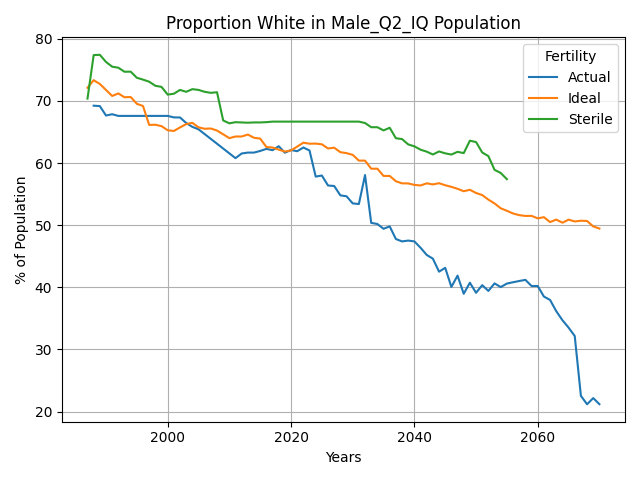 Proportion White in Male_Q2_IQ Population
80
70
60
50
40
30
20
% of Population
2000
2020
2040
2060
Years
Fertility
Actual
Ideal
Sterile